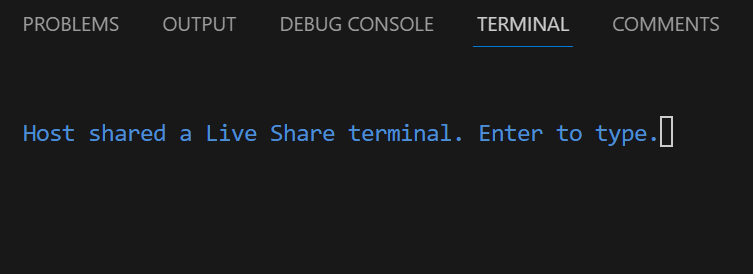 PROBLEMS OUTPUT DEBUG CONSOLE TERMINAL COMMENTS
Host shared a Live Share terminal. Enter to type.